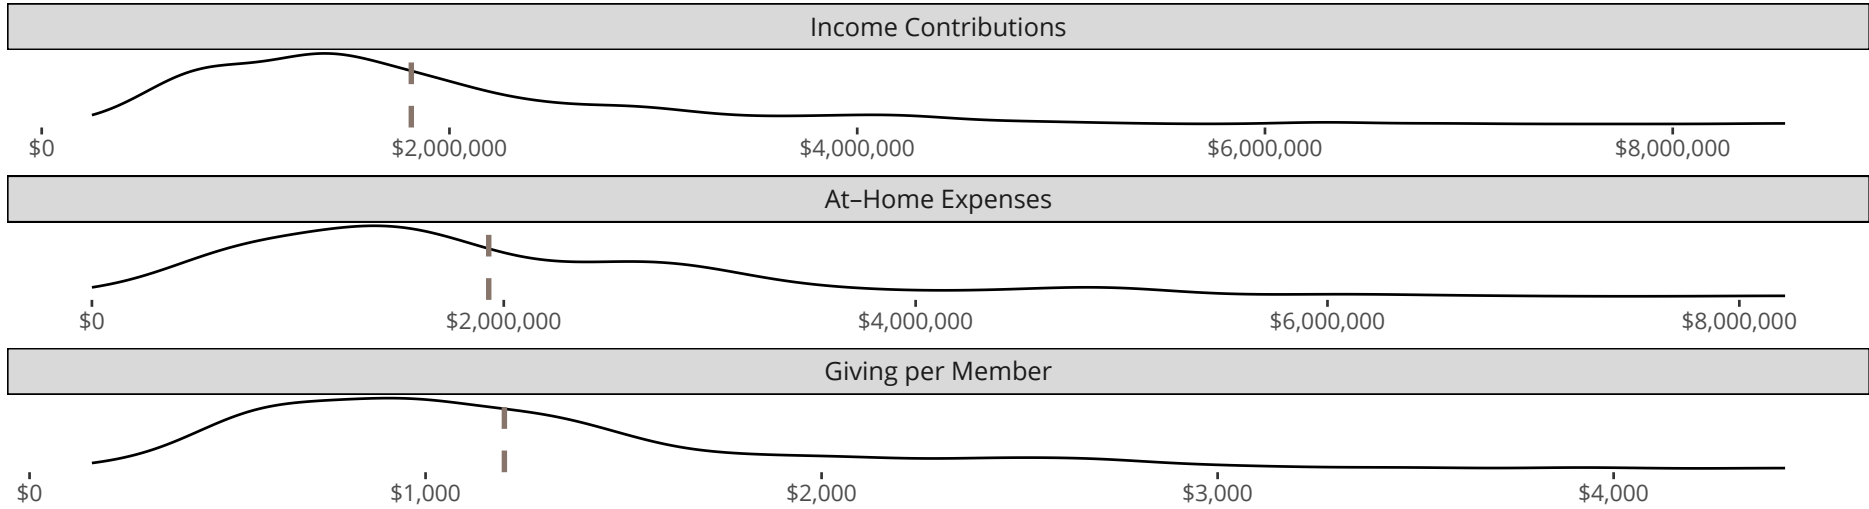 Income Contributions
$0 $2,000,000 $4,000,000 $6,000,000 $8,000,000
At–Home Expenses
$0 $2,000,000 $4,000,000 $6,000,000 $8,000,000
Giving per Member
$0 $1,000 $2,000 $3,000 $4,000